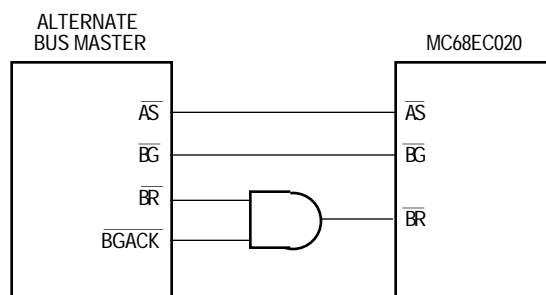 ALTERNATE
BUS MASTER
MC68EC020
AS
AS
BG
BG
BR
BR
BGACK